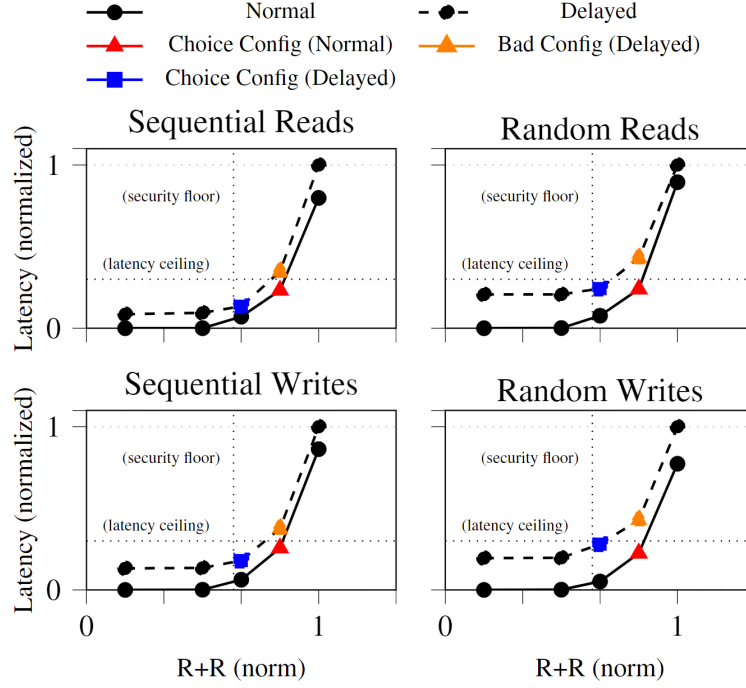 Normal
Delayed
Choice Config (Normal)
Bad Config (Delayed)
Choice Config (Delayed)
Sequential Reads
Random Reads
Latency (normalized)
1
(security floor)
(latency ceiling)
0
1
(security floor)
(latency ceiling)
0
Sequential Writes
Random Writes
Latency (normalized)
1
(security floor)
(latency ceiling)
0
1
(security floor)
(latency ceiling)
0
0
1
0
1
R+R (norm)
R+R (norm)